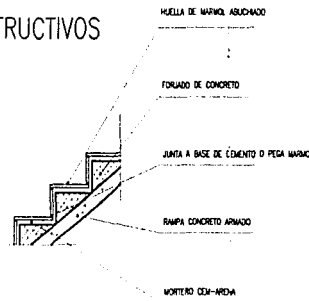 TRUCTIVOS
HUELLA DE MARMOL ABUCHIADO
FORJADO DE CONCRETO
JUNTA A BASE DE CEMENTO O PEGA MARMO
RAMPA CONCRETO ARMADO
MORTERO CEM-ARENA